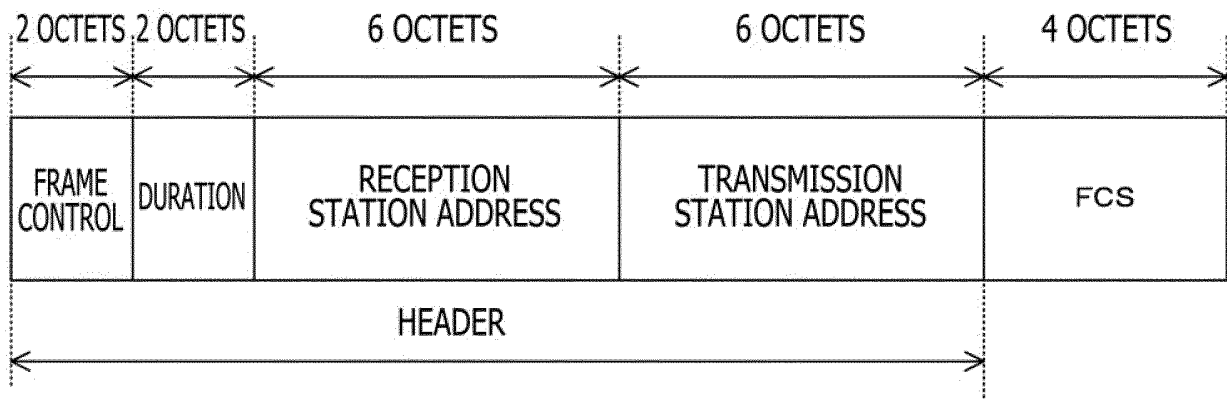 2 OCTETS 2 OCTETS 6 OCTETS 6 OCTETS 4 OCTETS
FRAME
CONTROL
DURATION
RECEPTION
STATION ADDRESS
TRANSMISSION
STATION ADDRESS
FCS
HEADER